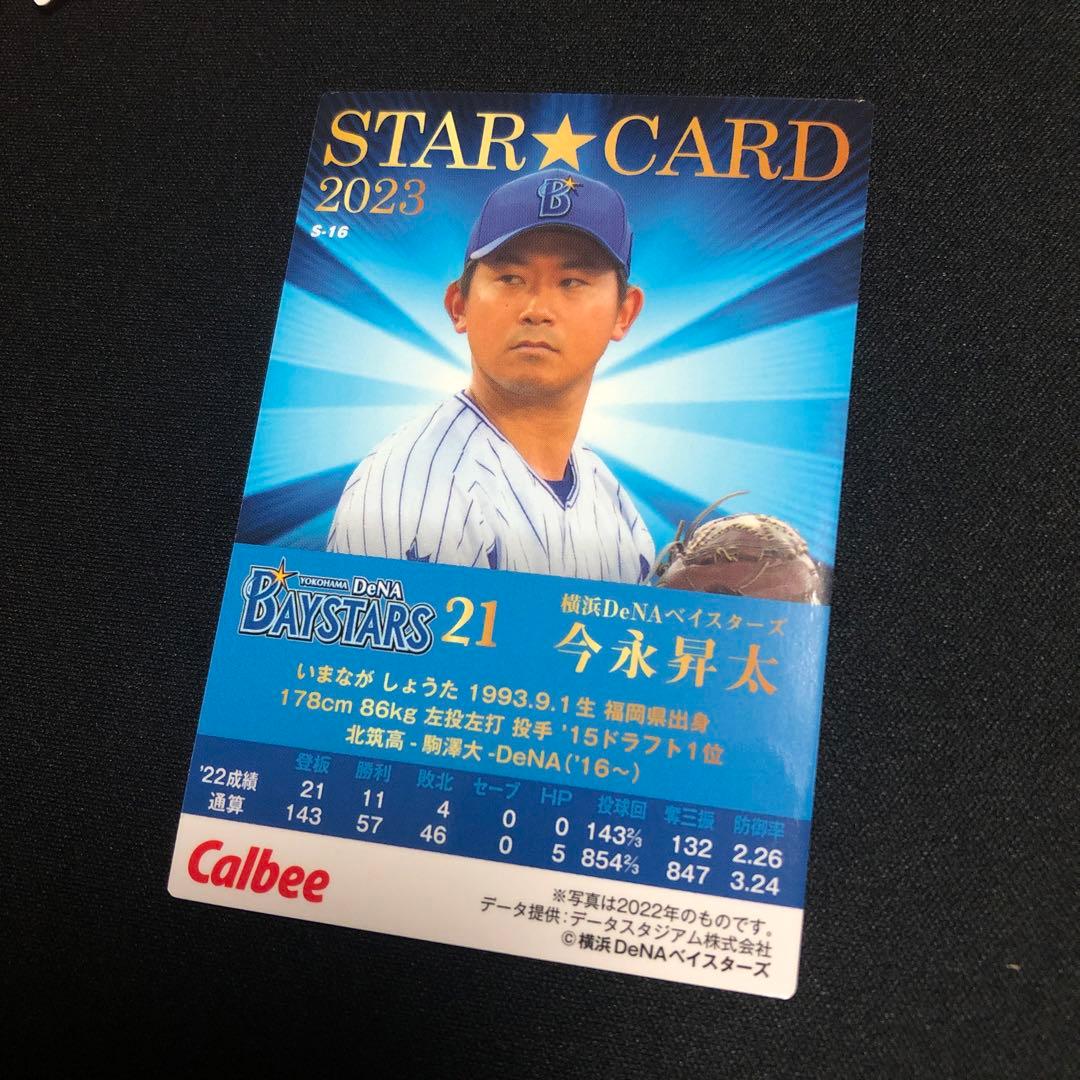 STAR★CARD
2023
S-16
B
YOKOHAMA DeNA
BAYSTARS
21
横浜DeNAベイスターズ
今永昇太
いまなが しょうた 1993.9.1生 福岡県出身
178cm 86kg 左投左打 投手 '15ドラフト1位
北筑高 - 駒澤大 -DeNA('16~)
登板 勝利 敗北 セーブ HP 投球回 奪三振 防御率
'22成績 21 11 4 0 0 143⅔ 132 2.26
通算 143 57 46 0 5 854⅔ 847 3.24
Calbee
※写真は2022年のものです。
データ提供:データスタジアム株式会社
©横浜DeNAベイスターズ